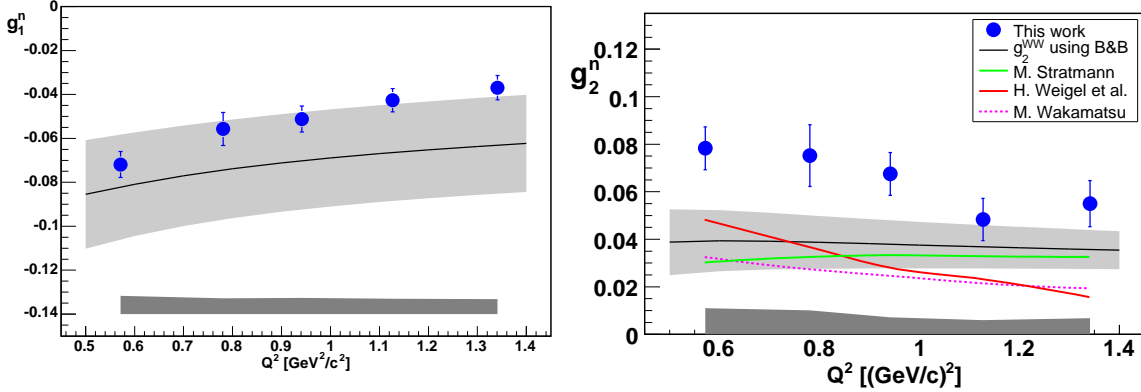 g₁ⁿ
0
-0.02
-0.04
-0.06
-0.08
-0.1
-0.12
-0.14
0.5 0.6 0.7 0.8 0.9 1 1.1 1.2 1.3 1.4
Q² [GeV²/c²]
g₂ⁿ
This work
g₂^WW using B&B
M. Stratmann
H. Weigel et al.
M. Wakamatsu
0.12
0.1
0.08
0.06
0.04
0.02
0
0.6 0.8 1 1.2 1.4
Q² [(GeV/c)²]